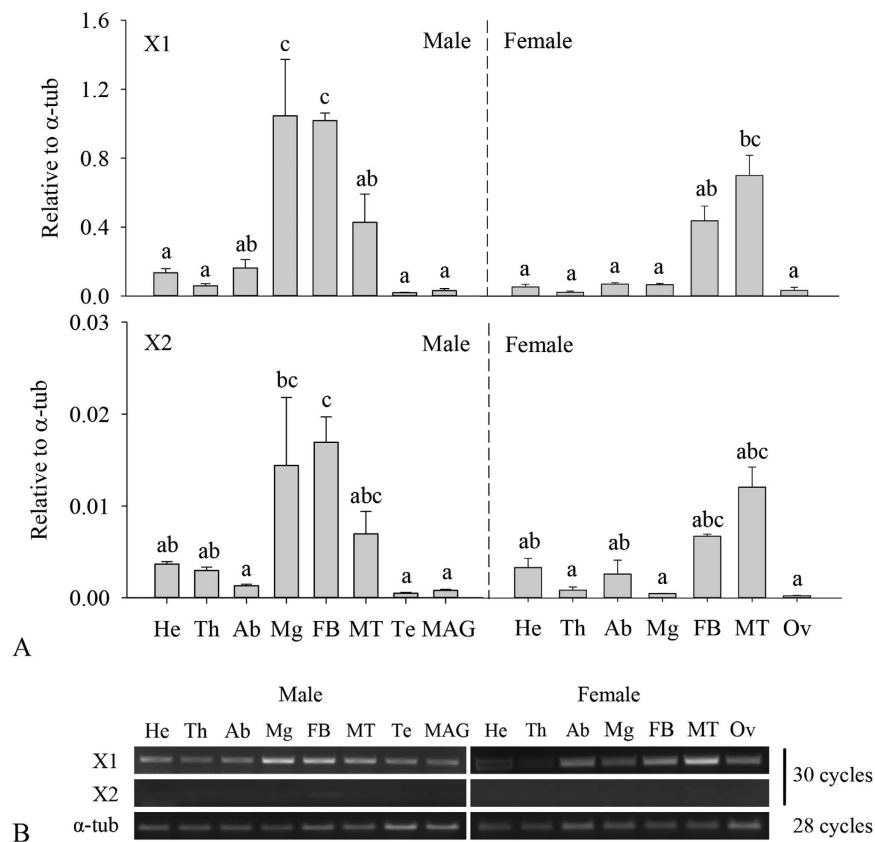 X1 Male Female
Relative to α-tub
1.6
1.2
0.8
0.4
0.0
a a ab c c ab a a a a a a ab bc a
X2 Male Female
Relative to α-tub
0.03
0.02
0.01
0.00
ab ab a bc c abc a a ab a ab a abc abc a
He Th Ab Mg FB MT Te MAG He Th Ab Mg FB MT Ov
A
Male Female
He Th Ab Mg FB MT Te MAG He Th Ab Mg FB MT Ov
X1
X2
30 cycles
α-tub 28 cycles
B